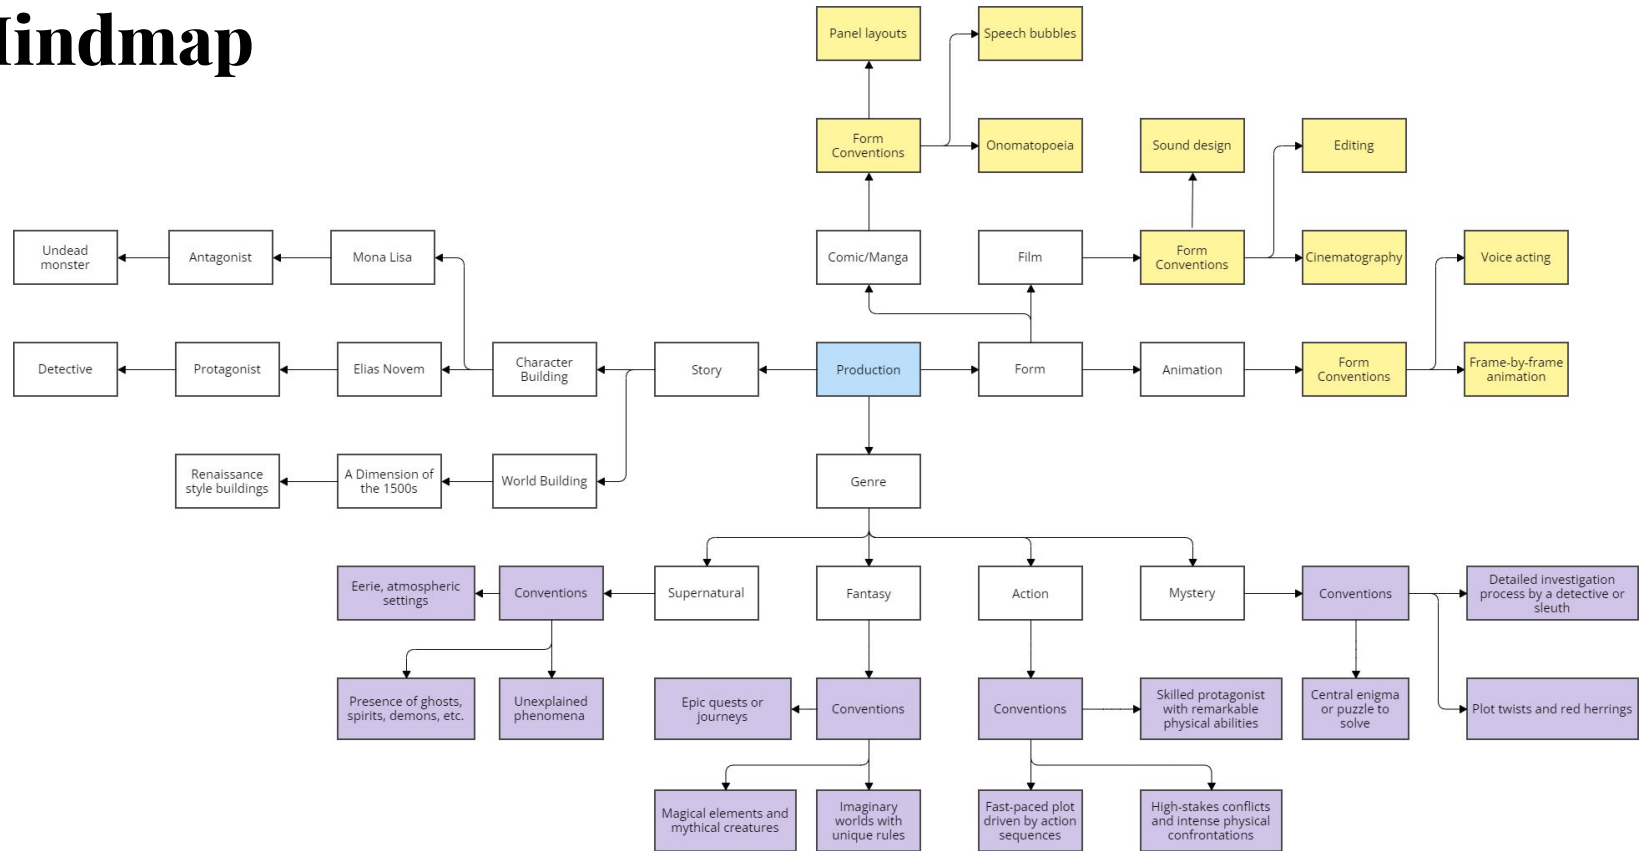 Mindmap
Panel layouts
Speech bubbles
Form
Conventions
Onomatopoeia
Sound design
Editing
Undead
monster
Antagonist
Mona Lisa
Comic/Manga
Film
Form
Conventions
Cinematography
Voice acting
Detective
Protagonist
Elias Novem
Character
Building
Story
Production
Form
Animation
Form
Conventions
Frame-by-frame
animation
Renaissance
style buildings
A Dimension of
the 1500s
World Building
Genre
Eerie, atmospheric
settings
Conventions
Supernatural
Fantasy
Action
Mystery
Conventions
Detailed investigation
process by a detective or
sleuth
Presence of ghosts,
spirits, demons, etc.
Unexplained
phenomena
Epic quests or
journeys
Conventions
Conventions
Skilled protagonist
with remarkable
physical abilities
Central enigma
or puzzle to
solve
Plot twists and red herrings
Magical elements and
mythical creatures
Imaginary
worlds with
unique rules
Fast-paced plot
driven by action
sequences
High-stakes conflicts
and intense physical
confrontations